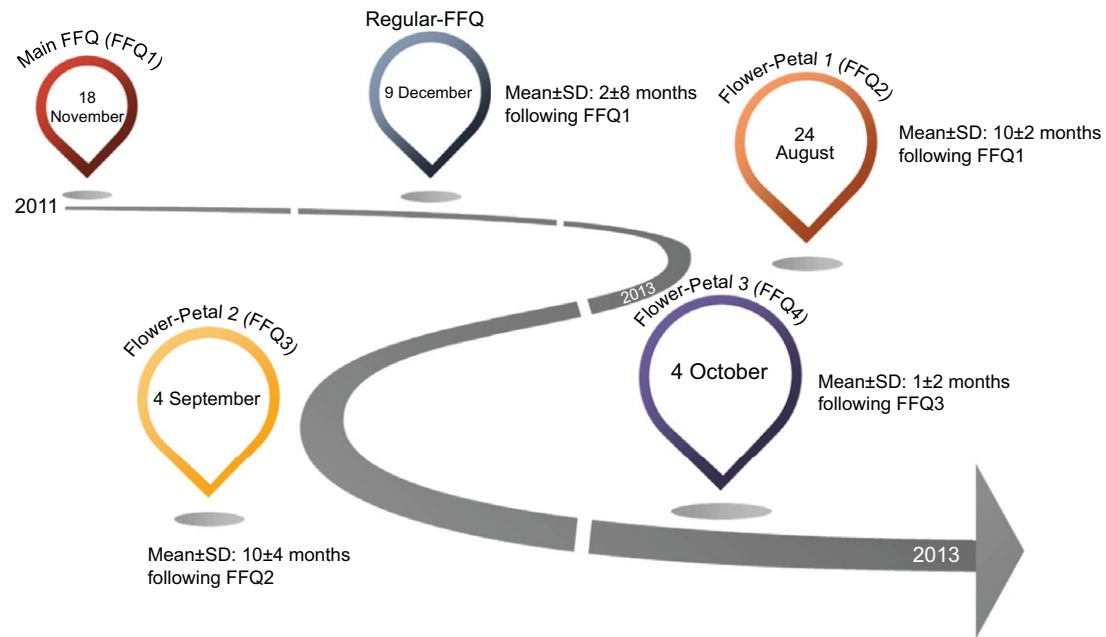 Main FFQ (FFQ1)
18
November
Regular-FFQ
9 December
Mean±SD: 2±8 months
following FFQ1
Flower-Petal 1 (FFQ2)
24
August
Mean±SD: 10±2 months
following FFQ1
2011
2013
Flower-Petal 2 (FFQ3)
4 September
Mean±SD: 10±4 months
following FFQ2
Flower-Petal 3 (FFQ4)
4 October
Mean±SD: 1±2 months
following FFQ3
2013